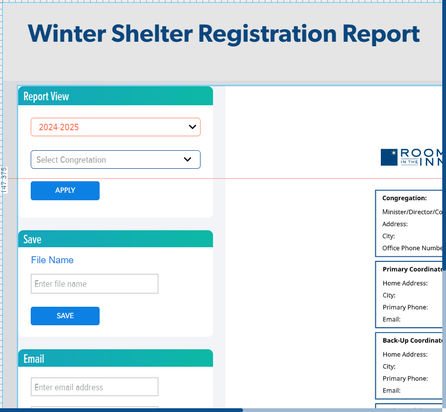 Winter Shelter Registration Report
Report View
2024-2025
Select Congretation
APPLY
Save
File Name
Enter file name
SAVE
Email
Enter email address
147.375
ROOM
IN THE INN
Congregation:
Minister/Director/Co
Address:
City:
Office Phone Numbe
Primary Coordinat
Home Address:
City:
Primary Phone:
Email:
Back-Up Coordinat
Home Address:
City:
Primary Phone:
Email: